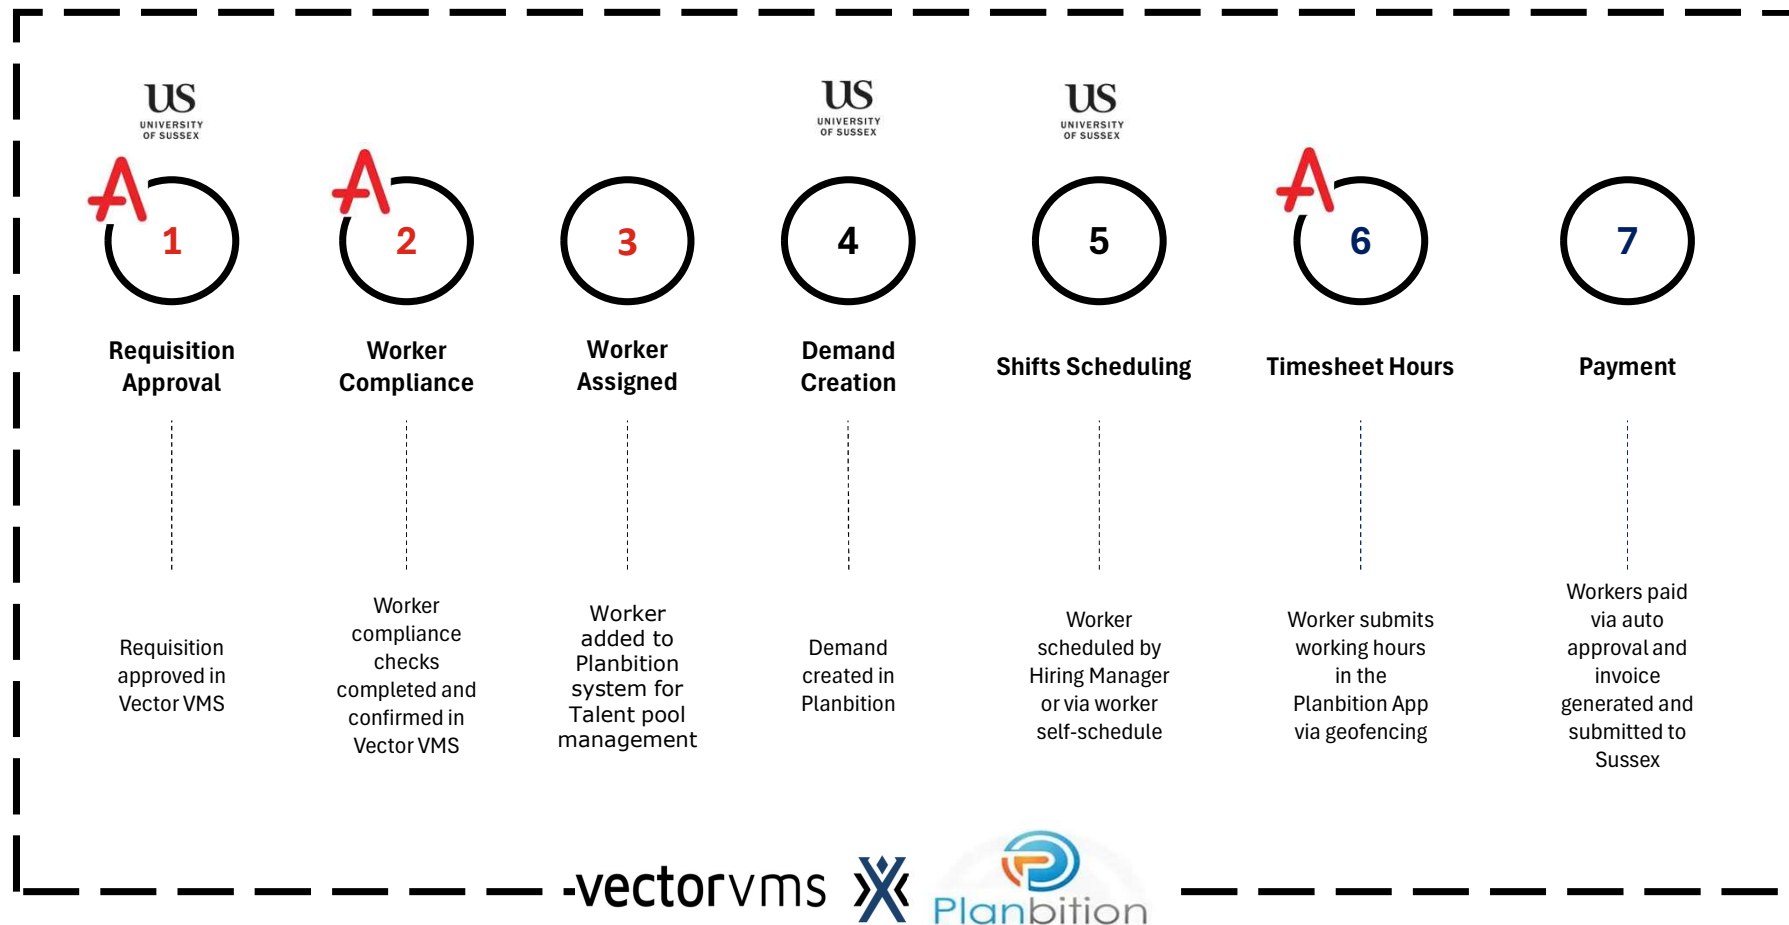 US
UNIVERSITY
OF SUSSEX
US
UNIVERSITY
OF SUSSEX
US
UNIVERSITY
OF SUSSEX
1
2
3
4
5
6
7
Requisition
Approval
Worker
Compliance
Worker
Assigned
Demand
Creation
Shifts Scheduling
Timesheet Hours
Payment
Requisition
approved in
Vector VMS
Worker
compliance
checks
completed and
confirmed in
Vector VMS
Worker
added to
Planbition
system for
Talent pool
management
Demand
created in
Planbition
Worker
scheduled by
Hiring Manager
or via worker
self-schedule
Worker submits
working hours
in the
Planbition App
via geofencing
Workers paid
via auto
approval and
invoice
generated and
submitted to
Sussex
vectorvms
Planbition